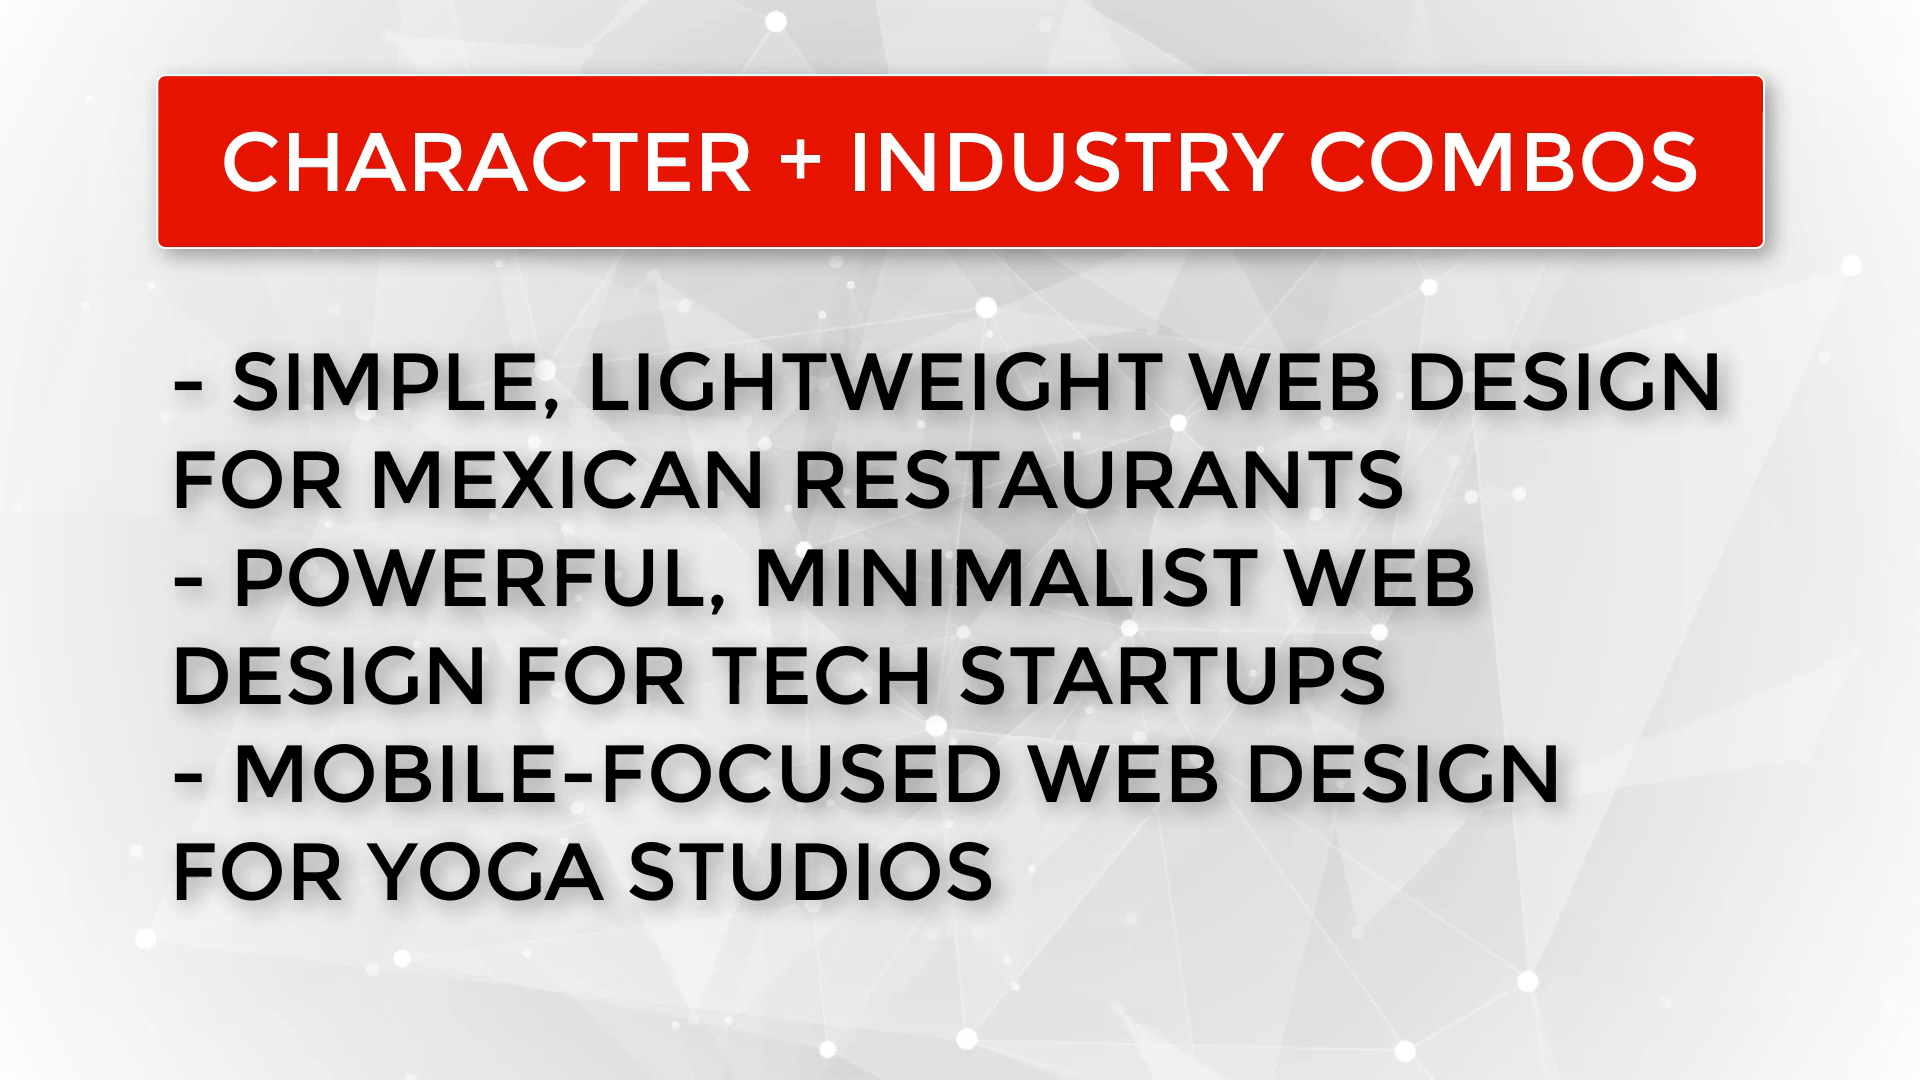 CHARACTER + INDUSTRY COMBOS
- SIMPLE, LIGHTWEIGHT WEB DESIGN
FOR MEXICAN RESTAURANTS
- POWERFUL, MINIMALIST WEB
DESIGN FOR TECH STARTUPS
- MOBILE-FOCUSED WEB DESIGN
FOR YOGA STUDIOS